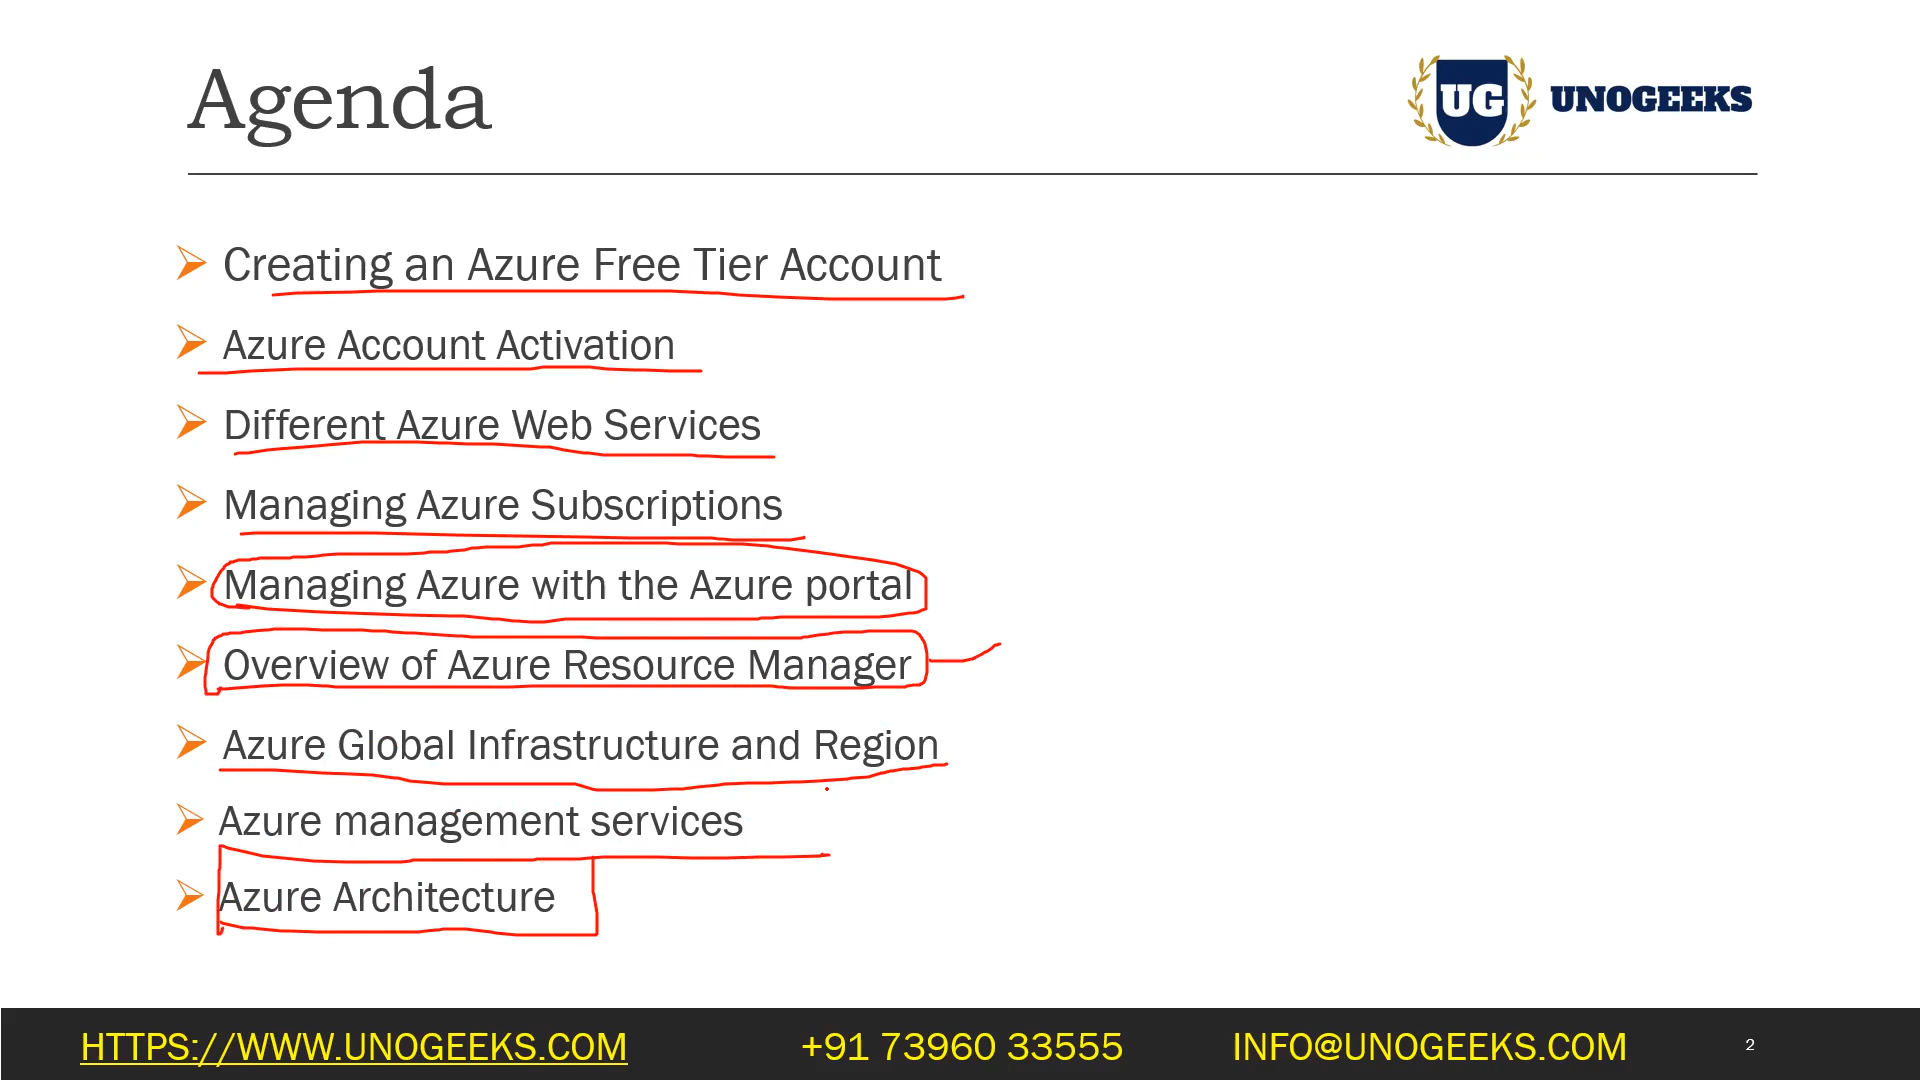 Agenda
UG UNOGEEKS
Creating an Azure Free Tier Account
Azure Account Activation
Different Azure Web Services
Managing Azure Subscriptions
Managing Azure with the Azure portal
Overview of Azure Resource Manager
Azure Global Infrastructure and Region
Azure management services
Azure Architecture
HTTPS://WWW.UNOGEEKS.COM +91 73960 33555 INFO@UNOGEEKS.COM 2